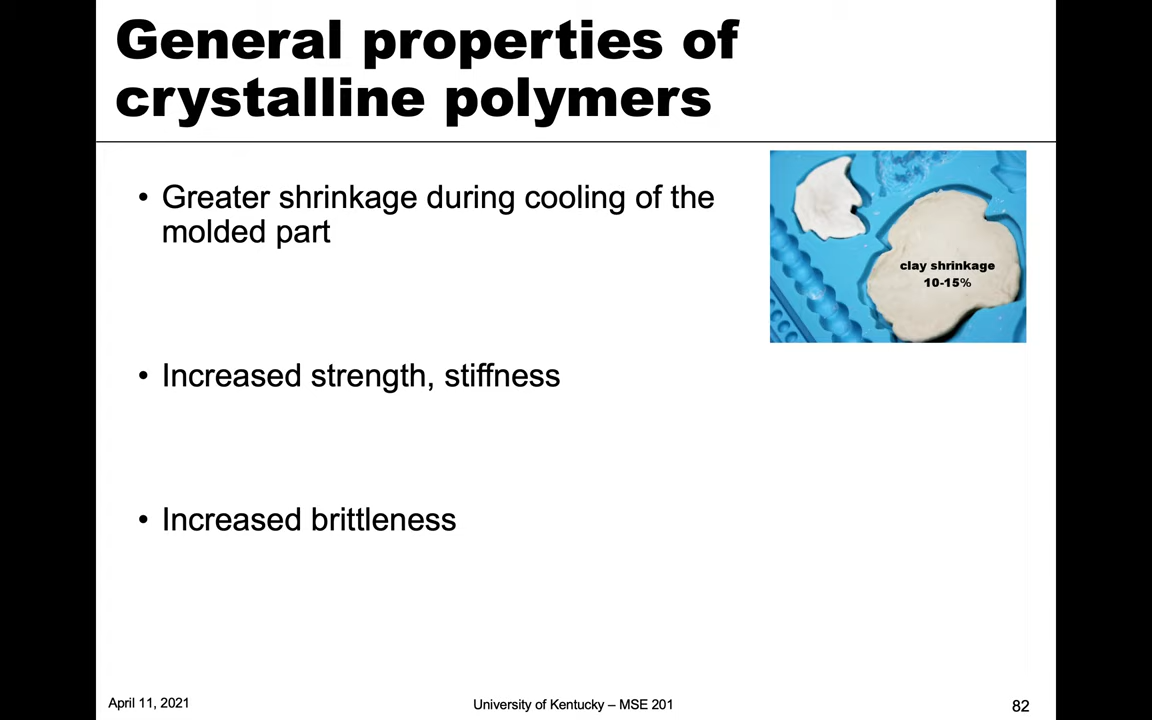 General properties of
crystalline polymers
• Greater shrinkage during cooling of the
molded part
clay shrinkage
10-15%
• Increased strength, stiffness
• Increased brittleness
April 11, 2021
University of Kentucky – MSE 201
82